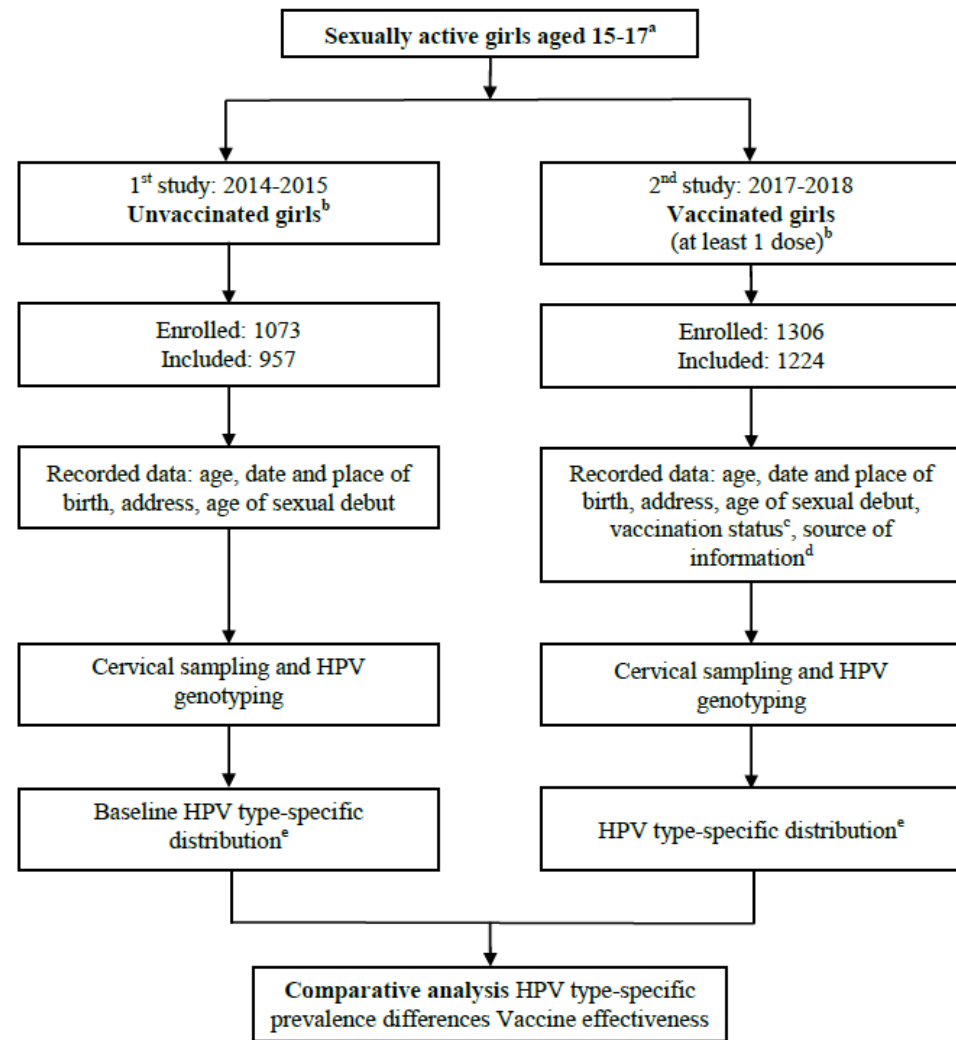 Sexually active girls aged 15-17ᵃ
1ˢᵗ study: 2014-2015
Unvaccinated girlsᵇ
2ⁿᵈ study: 2017-2018
Vaccinated girls
(at least 1 dose)ᵇ
Enrolled: 1073
Included: 957
Enrolled: 1306
Included: 1224
Recorded data: age, date and place of
birth, address, age of sexual debut
Recorded data: age, date and place of
birth, address, age of sexual debut,
vaccination statusᶜ, source of
informationᵈ
Cervical sampling and HPV
genotyping
Cervical sampling and HPV
genotyping
Baseline HPV type-specific
distributionᵉ
HPV type-specific distributionᵉ
Comparative analysis HPV type-specific
prevalence differences Vaccine effectiveness